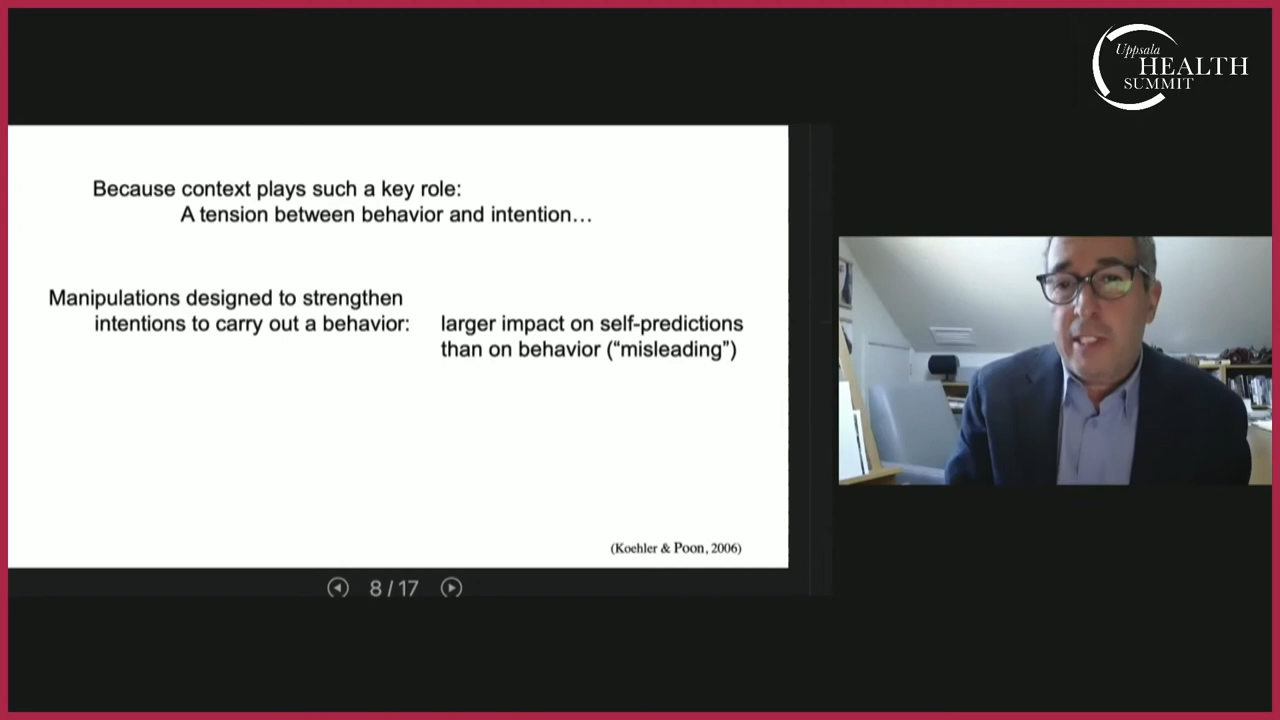 Uppsala
HEALTH
SUMMIT
Because context plays such a key role:
A tension between behavior and intention…
Manipulations designed to strengthen
intentions to carry out a behavior:
larger impact on self-predictions
than on behavior (“misleading”)
(Koehler & Poon, 2006)
8 / 17